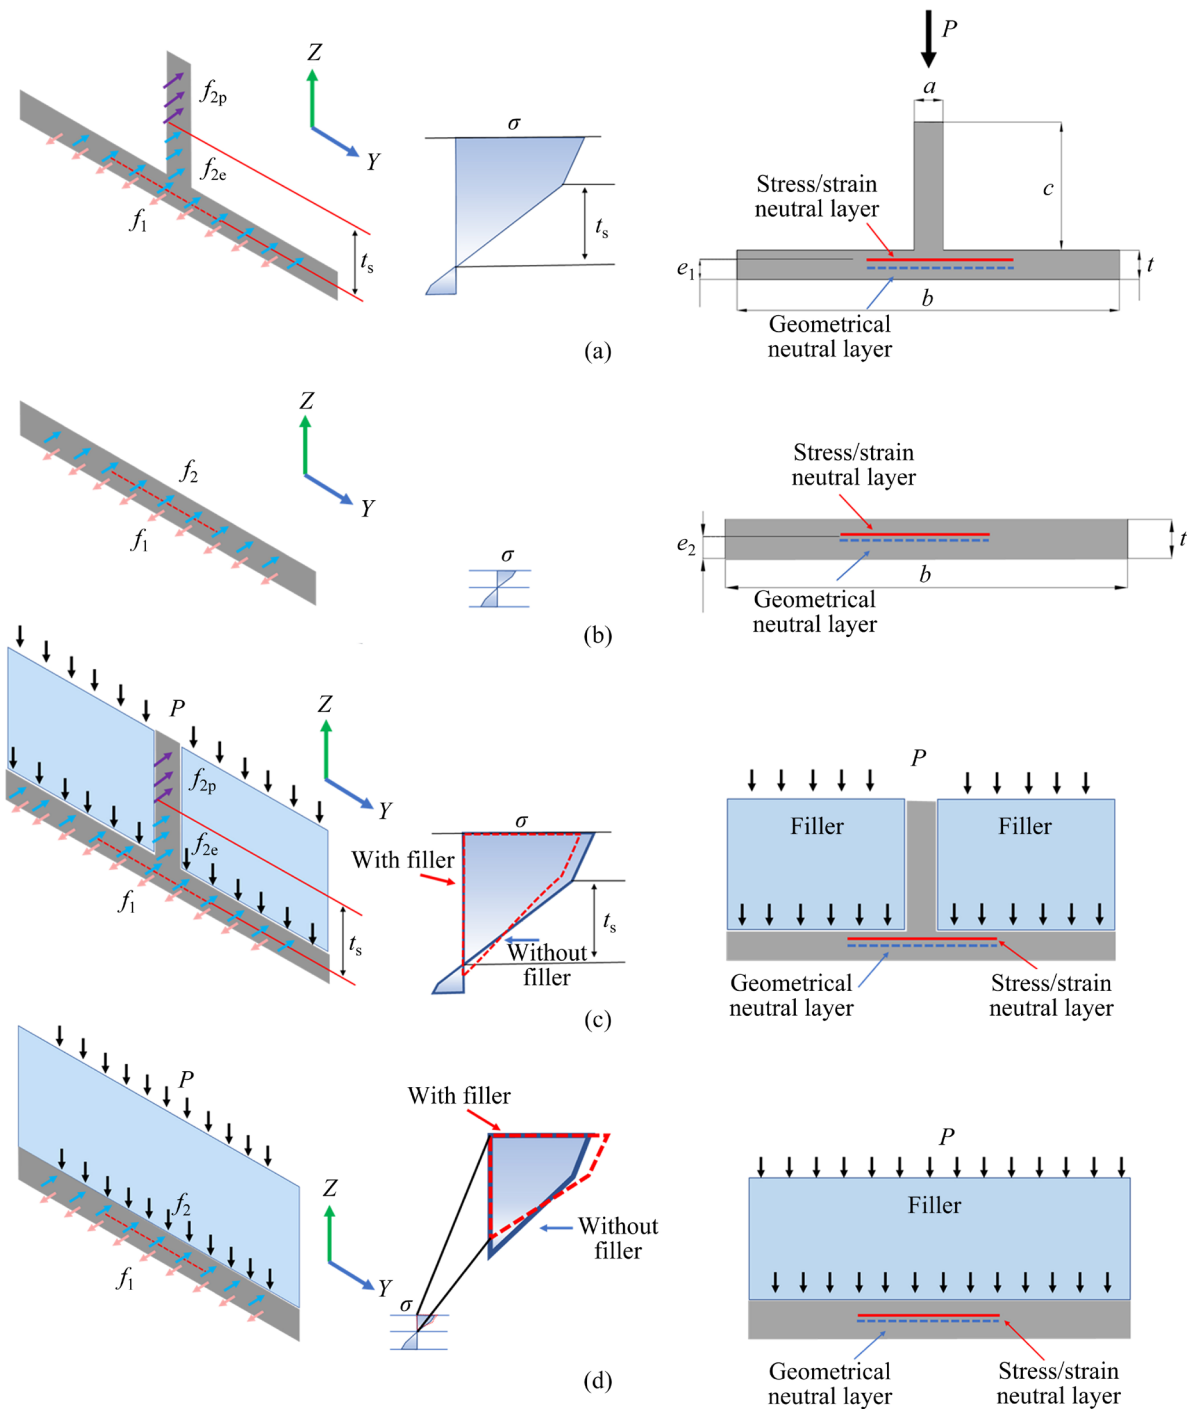 P
Z
a
f2p
σ
Y
Stress/strain
neutral layer
c
f2e
f1
ts
ts
e1
t
b
Geometrical
neutral layer
(a)
Z
Stress/strain
neutral layer
f2
Y
f1
σ
e2
t
b
Geometrical
neutral layer
(b)
P
Z
f2p
Y
P
Filler
Filler
σ
With filler
f2e
f1
ts
ts
Without
filler
Geometrical
neutral layer
Stress/strain
neutral layer
(c)
P
With filler
P
Z
f2
Filler
Without
filler
f1
Y
σ
Geometrical
neutral layer
Stress/strain
neutral layer
(d)